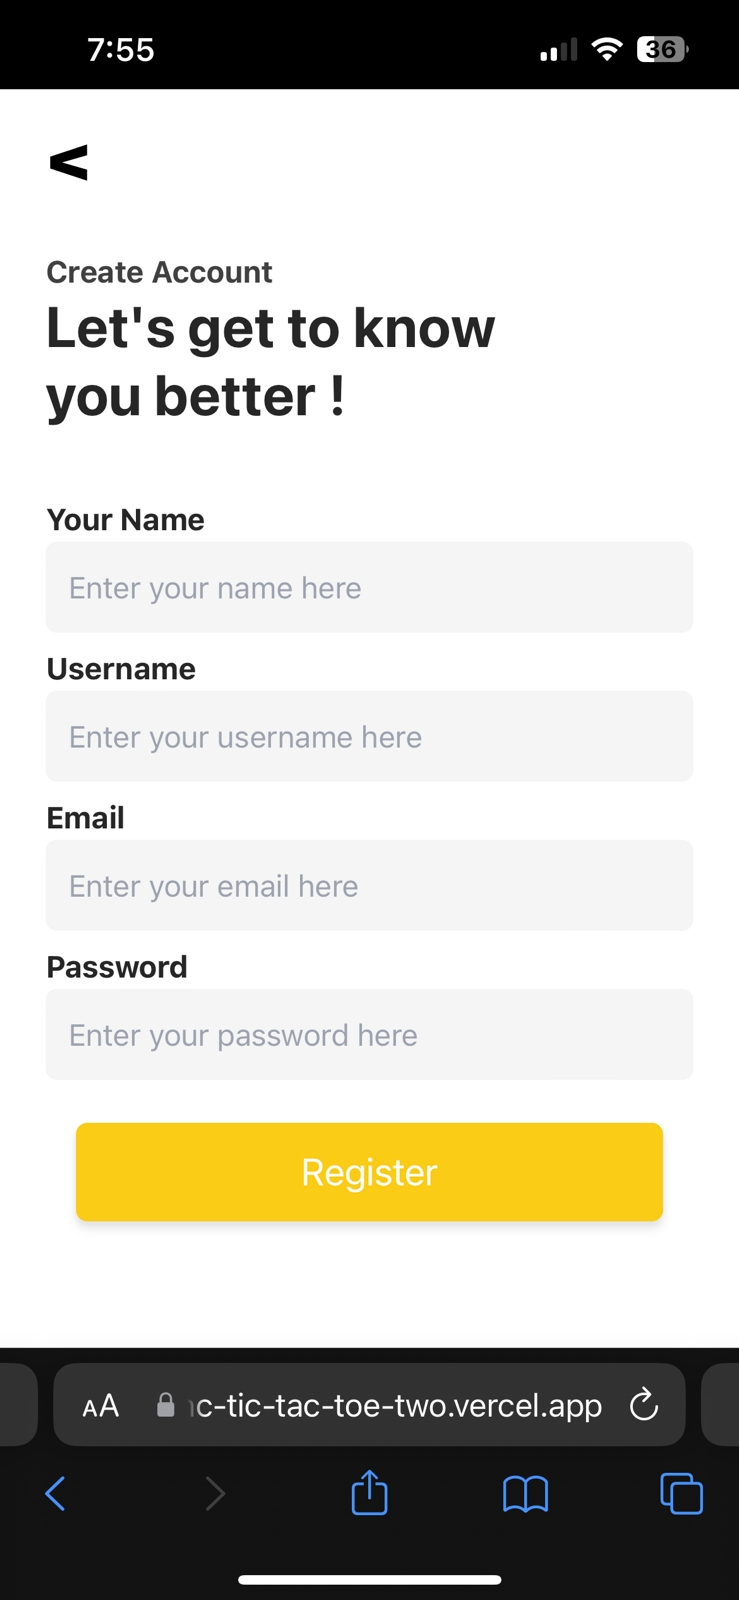 7:55
36
<
Create Account
Let's get to know
you better !
Your Name
Enter your name here
Username
Enter your username here
Email
Enter your email here
Password
Enter your password here
Register
AA c-tic-tac-toe-two.vercel.app